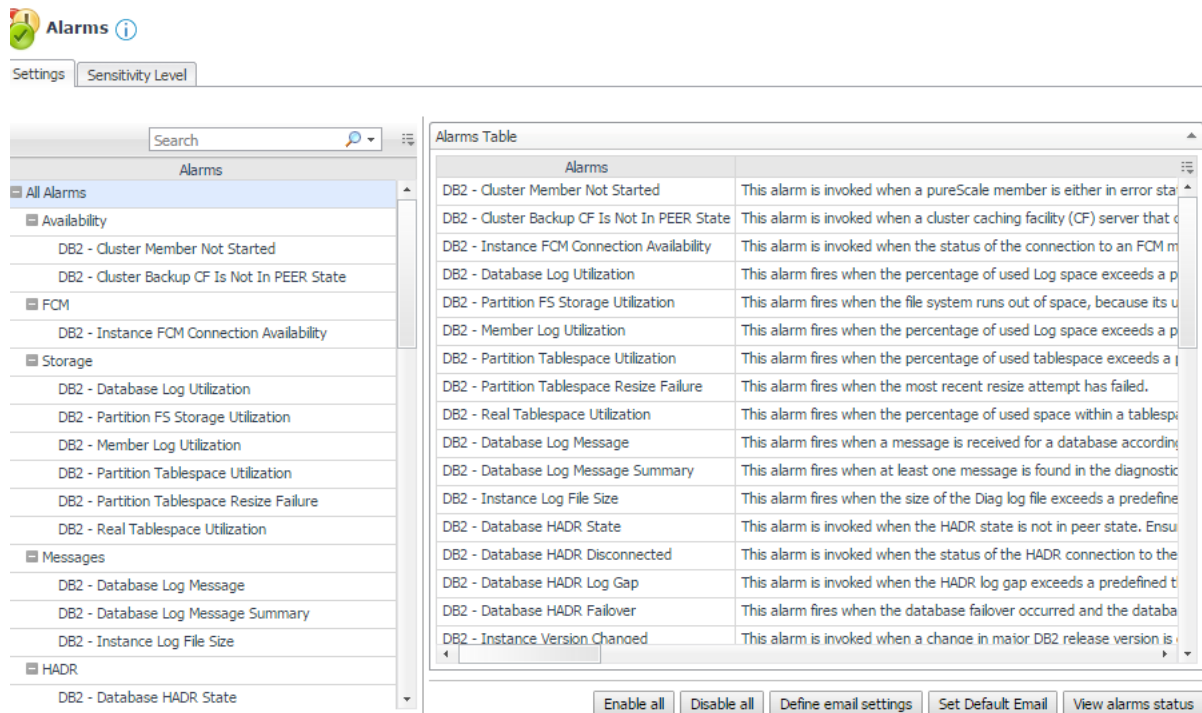 Alarms
Settings
Sensitivity Level
Search
Alarms
All Alarms
Availability
DB2 - Cluster Member Not Started
DB2 - Cluster Backup CF Is Not In PEER State
FCM
DB2 - Instance FCM Connection Availability
Storage
DB2 - Database Log Utilization
DB2 - Partition FS Storage Utilization
DB2 - Member Log Utilization
DB2 - Partition Tablespace Utilization
DB2 - Partition Tablespace Resize Failure
DB2 - Real Tablespace Utilization
Messages
DB2 - Database Log Message
DB2 - Database Log Message Summary
DB2 - Instance Log File Size
HADR
DB2 - Database HADR State
Alarms Table
Alarms
DB2 - Cluster Member Not Started This alarm is invoked when a pureScale member is either in error sta
DB2 - Cluster Backup CF Is Not In PEER State This alarm is invoked when a cluster caching facility (CF) server that
DB2 - Instance FCM Connection Availability This alarm is invoked when the status of the connection to an FCM m
DB2 - Database Log Utilization This alarm fires when the percentage of used Log space exceeds a p
DB2 - Partition FS Storage Utilization This alarm fires when the file system runs out of space, because its u
DB2 - Member Log Utilization This alarm fires when the percentage of used Log space exceeds a p
DB2 - Partition Tablespace Utilization This alarm fires when the percentage of used tablespace exceeds a
DB2 - Partition Tablespace Resize Failure This alarm fires when the most recent resize attempt has failed.
DB2 - Real Tablespace Utilization This alarm fires when the percentage of used space within a tablespa
DB2 - Database Log Message This alarm fires when a message is received for a database according
DB2 - Database Log Message Summary This alarm fires when at least one message is found in the diagnostic
DB2 - Instance Log File Size This alarm fires when the size of the Diag log file exceeds a predefine
DB2 - Database HADR State This alarm is invoked when the HADR state is not in peer state. Ensu
DB2 - Database HADR Disconnected This alarm is invoked when the status of the HADR connection to the
DB2 - Database HADR Log Gap This alarm is invoked when the HADR log gap exceeds a predefined t
DB2 - Database HADR Failover This alarm fires when the database failover occurred and the databa
DB2 - Instance Version Changed This alarm is invoked when a change in major DB2 release version is
Enable all
Disable all
Define email settings
Set Default Email
View alarms status